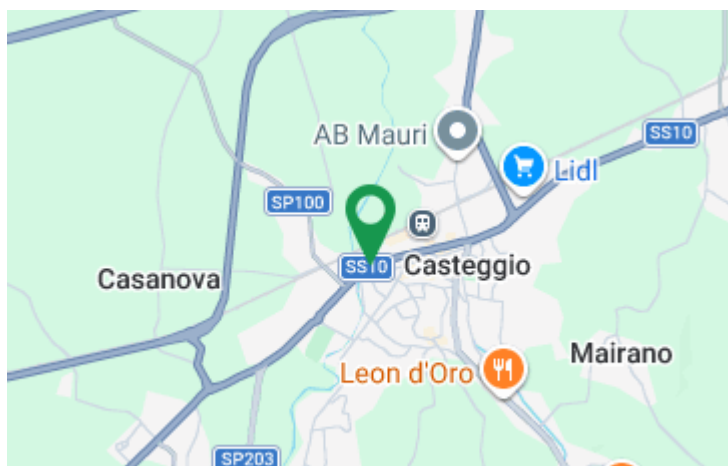 AB Mauri
SS10
Lidl
SP100
SS10
Casteggio
Casanova
Mairano
Leon d'Oro
SP203